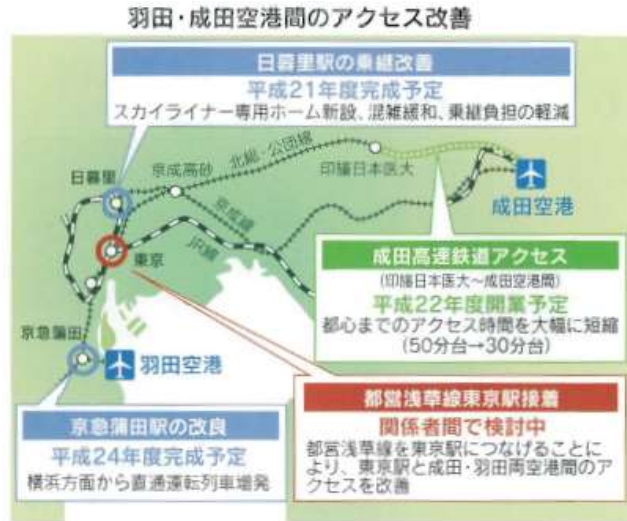 羽田・成田空港間のアクセス改善
日暮里駅の乗継改善
平成21年度完成予定
スカイライナー専用ホーム新設、混雑緩和、乗継負担の軽減
日暮里
京成高砂
北総・公団線
印旛日本医大
成田空港
京成線
JR線
東京
成田高速鉄道アクセス
(印旛日本医大~成田空港間)
平成22年度開業予定
都心までのアクセス時間を大幅に短縮
(50分台→30分台)
京急蒲田
羽田空港
京急蒲田駅の改良
平成24年度完成予定
横浜方面から直通運転列車増発
都営浅草線東京駅接着
関係者間で検討中
都営浅草線を東京駅につなげることに
より、東京駅と成田・羽田両空港間のア
クセスを改善